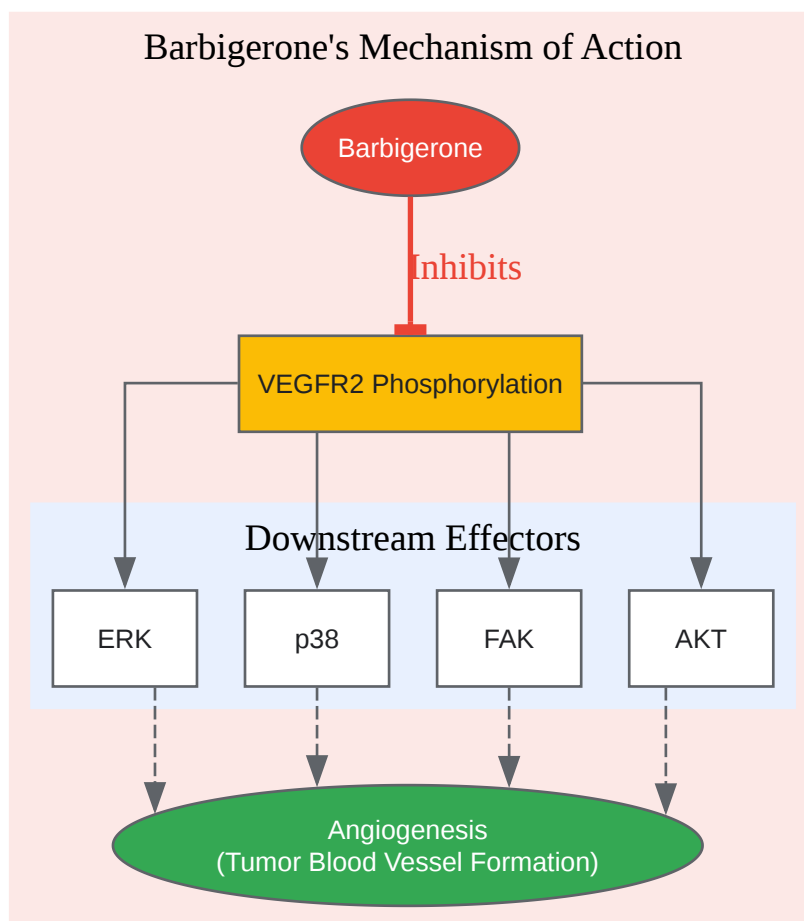 Barbigerone's Mechanism of Action
Barbigerone
Inhibits
VEGFR2 Phosphorylation
Downstream Effectors
ERK
p38
FAK
AKT
Angiogenesis
(Tumor Blood Vessel Formation)